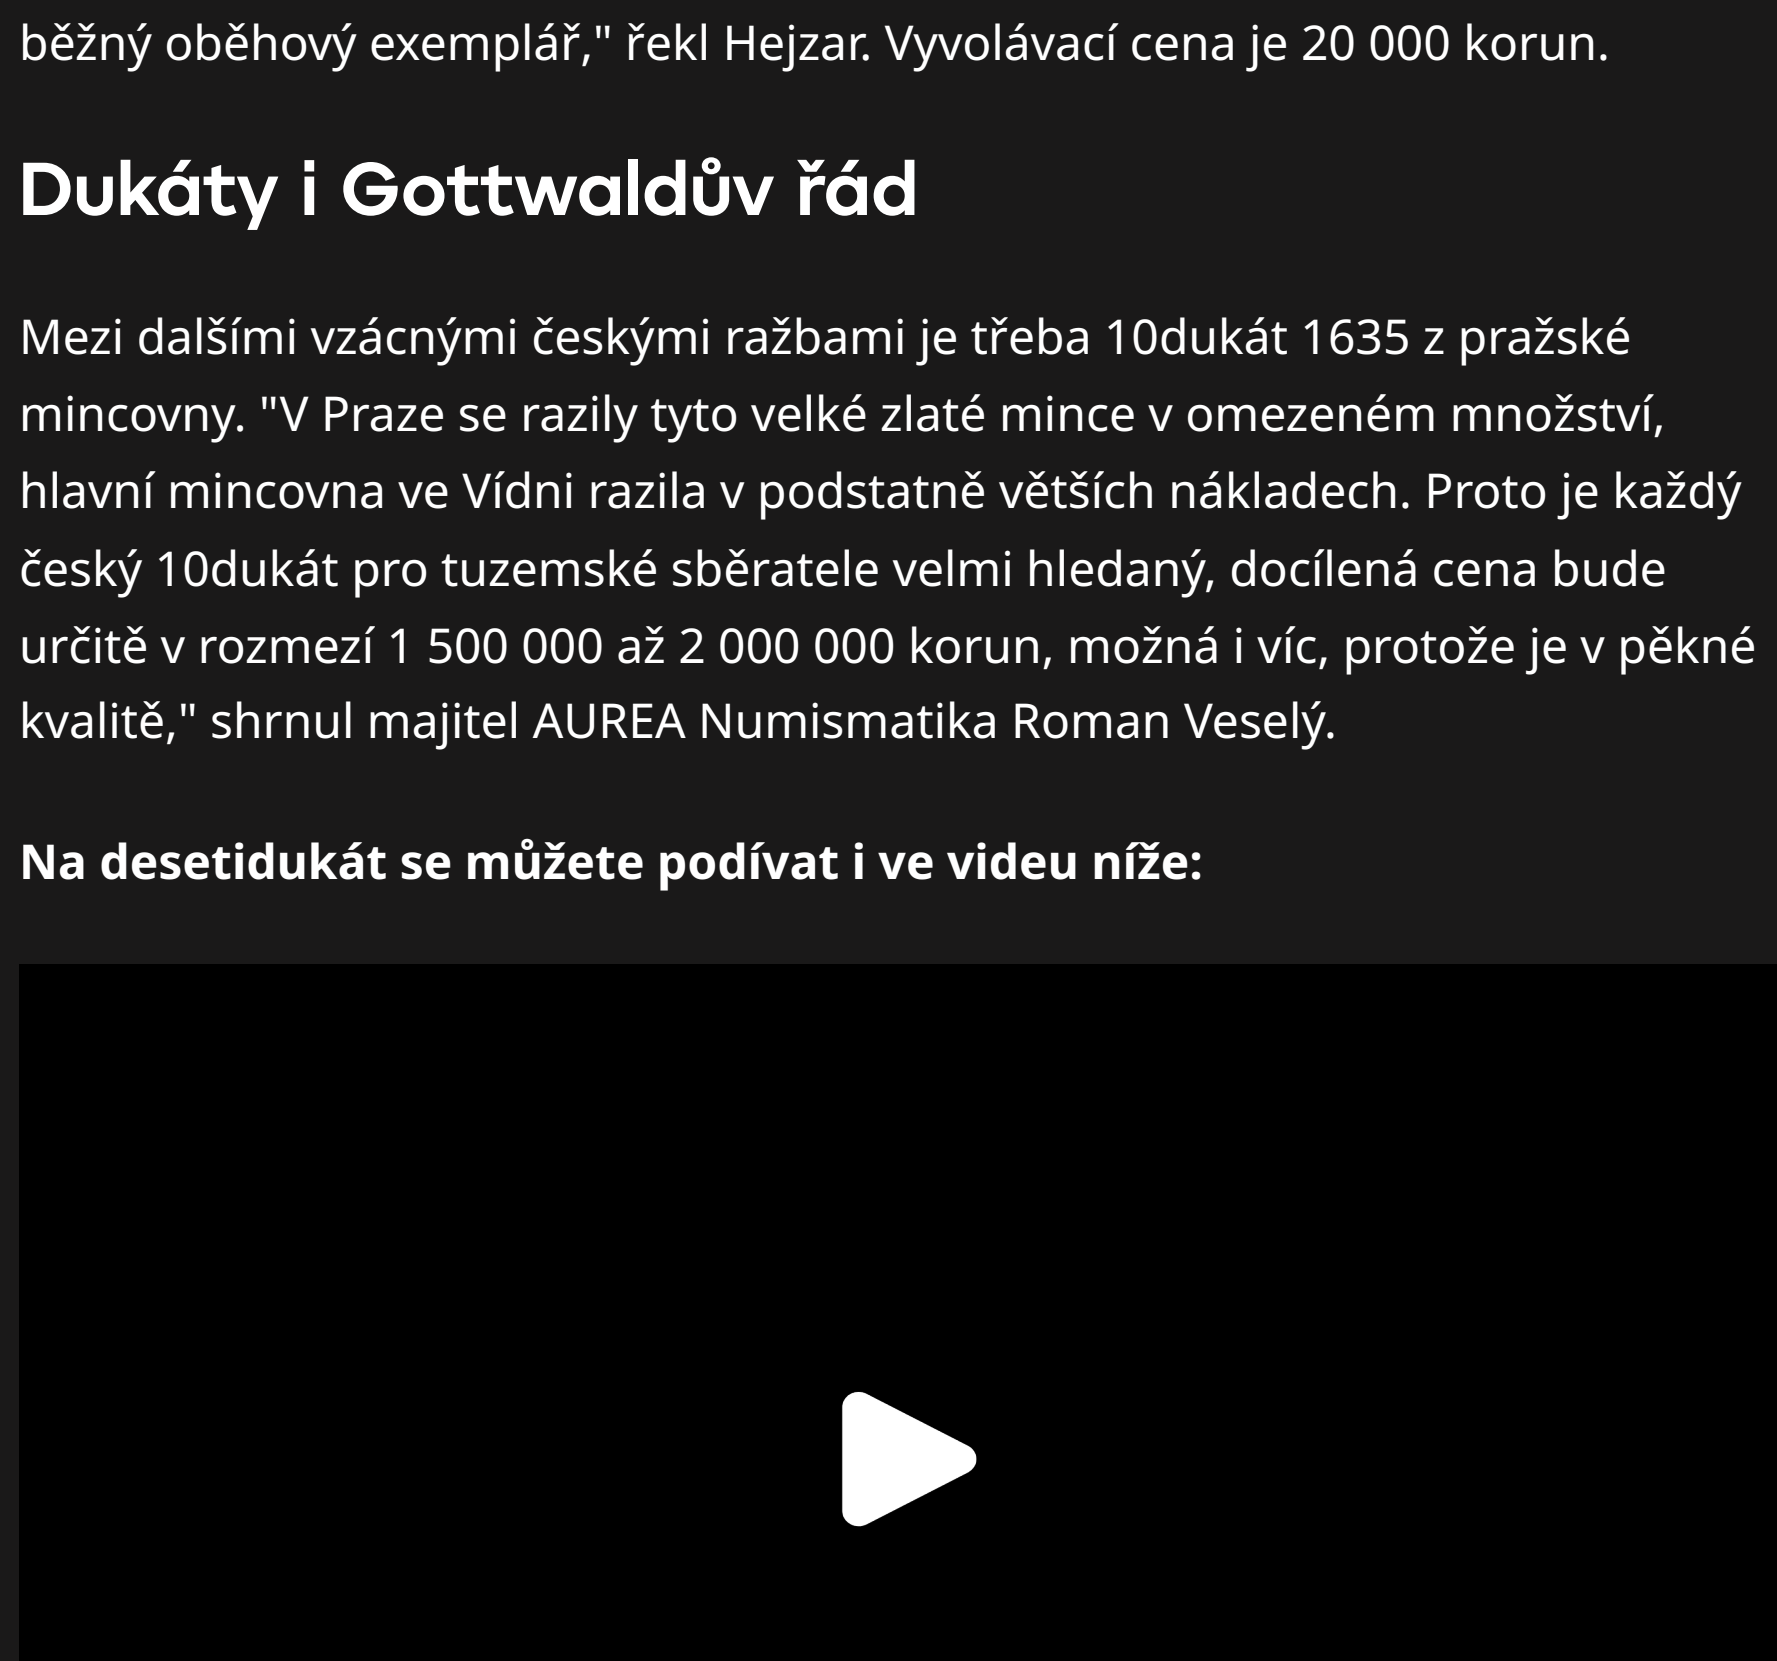 běžný oběhový exemplář," řekl Hejzar. Vyvolávací cena je 20 000 korun.
Dukáty i Gottwaldův řád
Mezi dalšími vzácnými českými ražbami je třeba 10dukát 1635 z pražské
mincovny. "V Praze se razily tyto velké zlaté mince v omezeném množství,
hlavní mincovna ve Vídni razila v podstatně větších nákladech. Proto je každý
český 10dukát pro tuzemské sběratele velmi hledaný, docílená cena bude
určitě v rozmezí 1 500 000 až 2 000 000 korun, možná i víc, protože je v pěkné
kvalitě," shrnul majitel AUREA Numismatika Roman Veselý.
Na desetidukát se můžete podívat i ve videu níže: